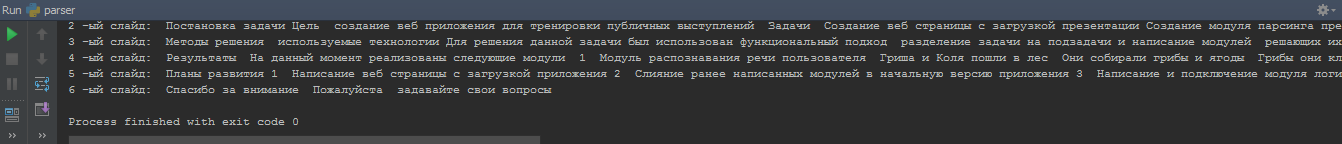 Run parser
2 -ый слайд: Постановка задачи Цель создание веб приложения для тренировки публичных выступлений Задачи Создание веб страницы с загрузкой презентации Создание модуля парсинга пре
3 -ый слайд: Методы решения используемые технологии Для решения данной задачи был использован функциональный подход разделение задачи на подзадачи и написание модулей решающих их
4 -ый слайд: Результаты На данный момент реализованы следующие модули 1 Модуль распознавания речи пользователя Гриша и Коля пошли в лес Они собирали грибы и ягоды Грибы они кл
5 -ый слайд: Планы развития 1 Написание веб страницы с загрузкой приложения 2 Слияние ранее написанных модулей в начальную версию приложения 3 Написание и подключение модуля логи
6 -ый слайд: Спасибо за внимание Пожалуйста задавайте свои вопросы
Process finished with exit code 0